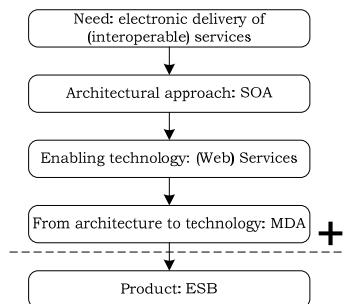 Need: electronic delivery of
(interoperable) services
Architectural approach: SOA
Enabling technology: (Web) Services
From architecture to technology: MDA
+
Product: ESB